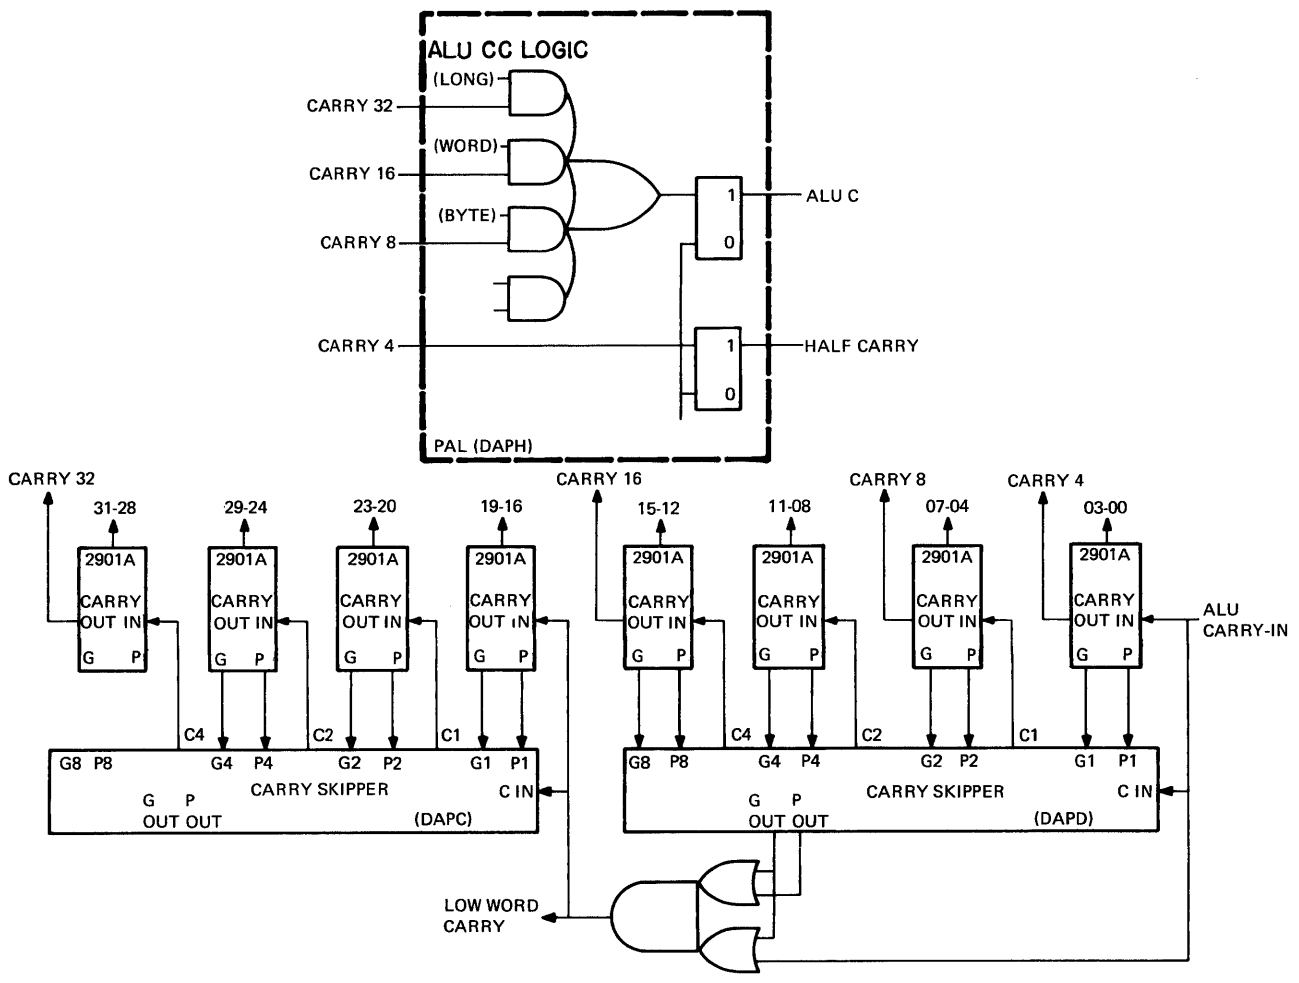 ALU CC LOGIC
(LONG)
CARRY 32
(WORD)
CARRY 16
(BYTE)
CARRY 8
1
0
ALU C
CARRY 4
1
0
HALF CARRY
PAL (DAPH)
CARRY 32
CARRY 16
CARRY 8
CARRY 4
31-28
29-24
23-20
19-16
15-12
11-08
07-04
03-00
2901A
CARRY
OUT IN
G P
2901A
CARRY
OUT IN
G P
2901A
CARRY
OUT IN
G P
2901A
CARRY
OUT IN
G P
2901A
CARRY
OUT IN
G P
2901A
CARRY
OUT IN
G P
2901A
CARRY
OUT IN
G P
2901A
CARRY
OUT IN
G P
ALU
CARRY-IN
C4 C2 C1
G8 P8 G4 P4 G2 P2 G1 P1
CARRY SKIPPER
C IN
G P
OUT OUT
(DAPC)
C4 C2 C1
G8 P8 G4 P4 G2 P2 G1 P1
CARRY SKIPPER
C IN
G P
OUT OUT
(DAPD)
LOW WORD
CARRY